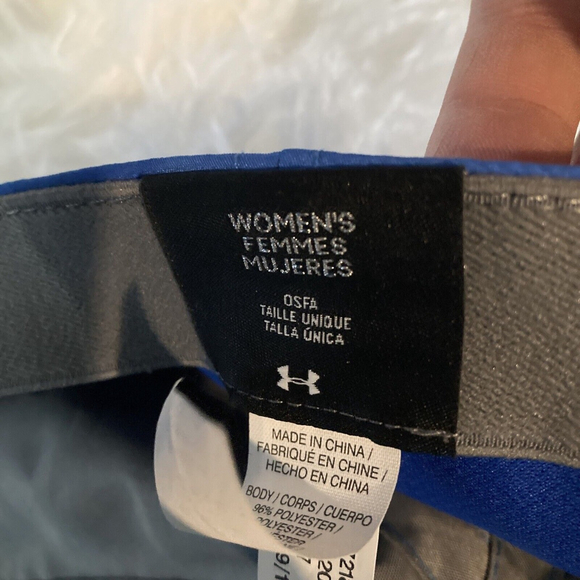 WOMEN'S
FEMMES
MUJERES
OSFA
TAILLE UNIQUE
TALLA ÚNICA
MADE IN CHINA /
FABRIQUÉ EN CHINE /
HECHO EN CHINA
BODY / CORPS / CUERPO
96% POLYESTER /
POLYESTER /